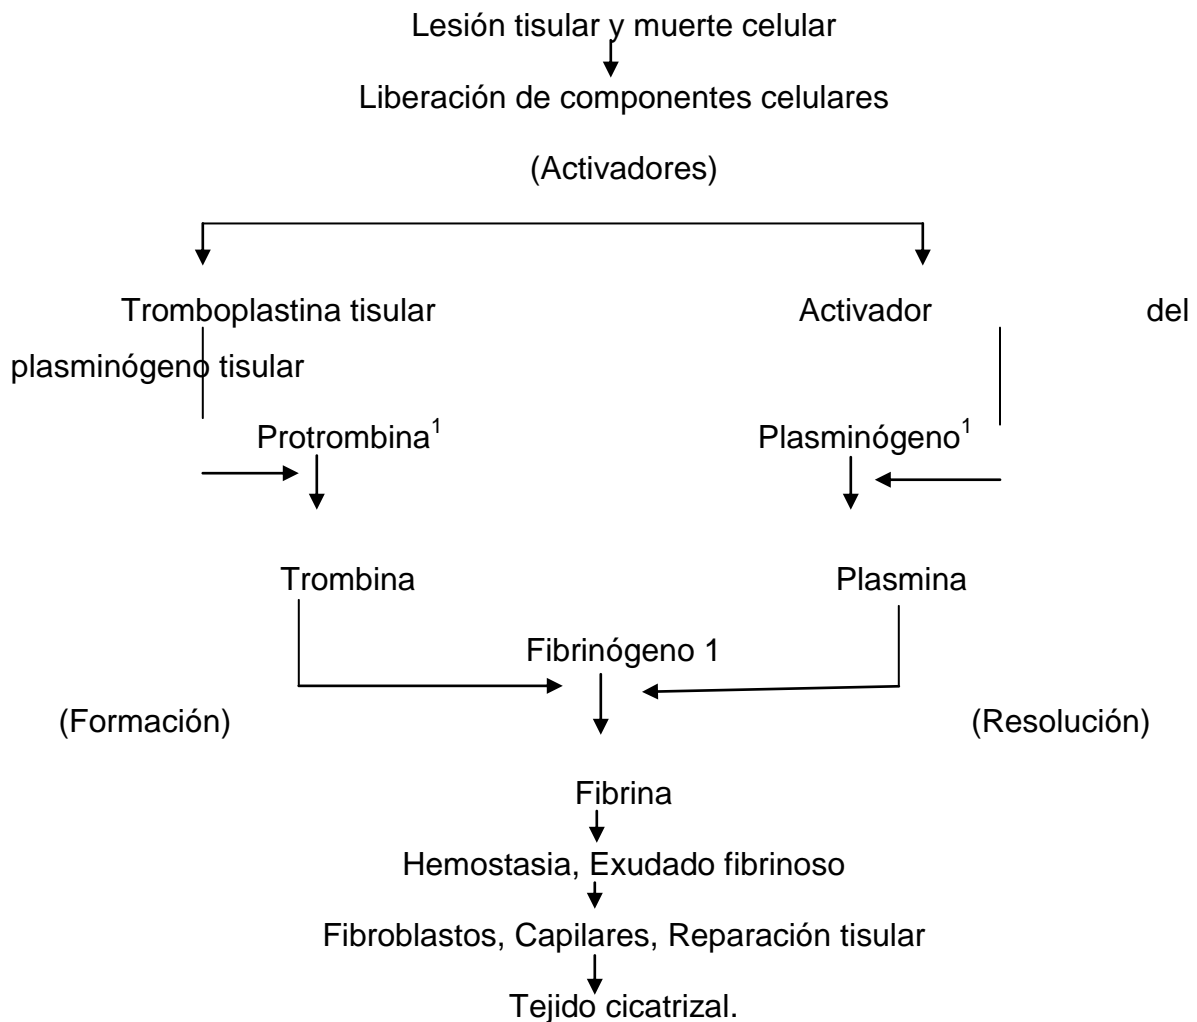 Lesión tisular y muerte celular
Liberación de componentes celulares
(Activadores)
Tromboplastina tisular Activador del
plasminógeno tisular
Protrombina¹ Plasminógeno¹
Trombina Plasmina
Fibrinógeno 1
(Formación) (Resolución)
Fibrina
Hemostasia, Exudado fibrinoso
Fibroblastos, Capilares, Reparación tisular
Tejido cicatrizal.